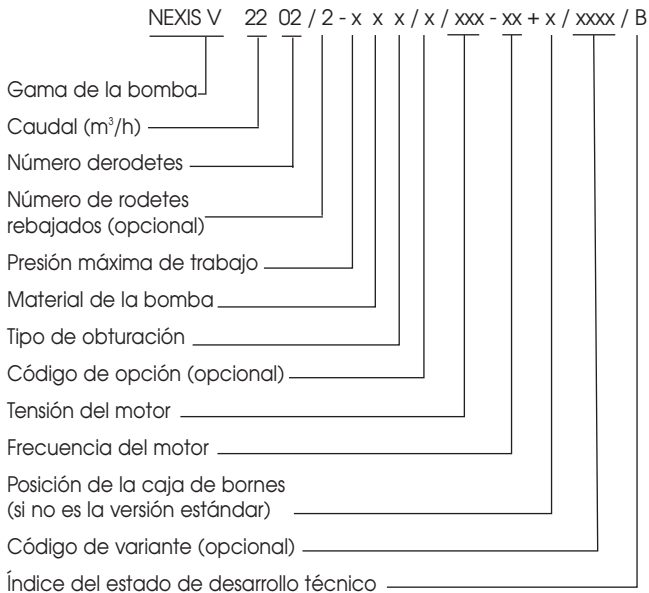 NEXIS V 22 02 / 2 - x x x / x / xxx - xx + x / xxxx / B
Gama de la bomba
Caudal (m³/h)
Número derodetes
Número de rodetes
rebajados (opcional)
Presión máxima de trabajo
Material de la bomba
Tipo de obturación
Código de opción (opcional)
Tensión del motor
Frecuencia del motor
Posición de la caja de bornes
(si no es la versión estándar)
Código de variante (opcional)
Índice del estado de desarrollo técnico